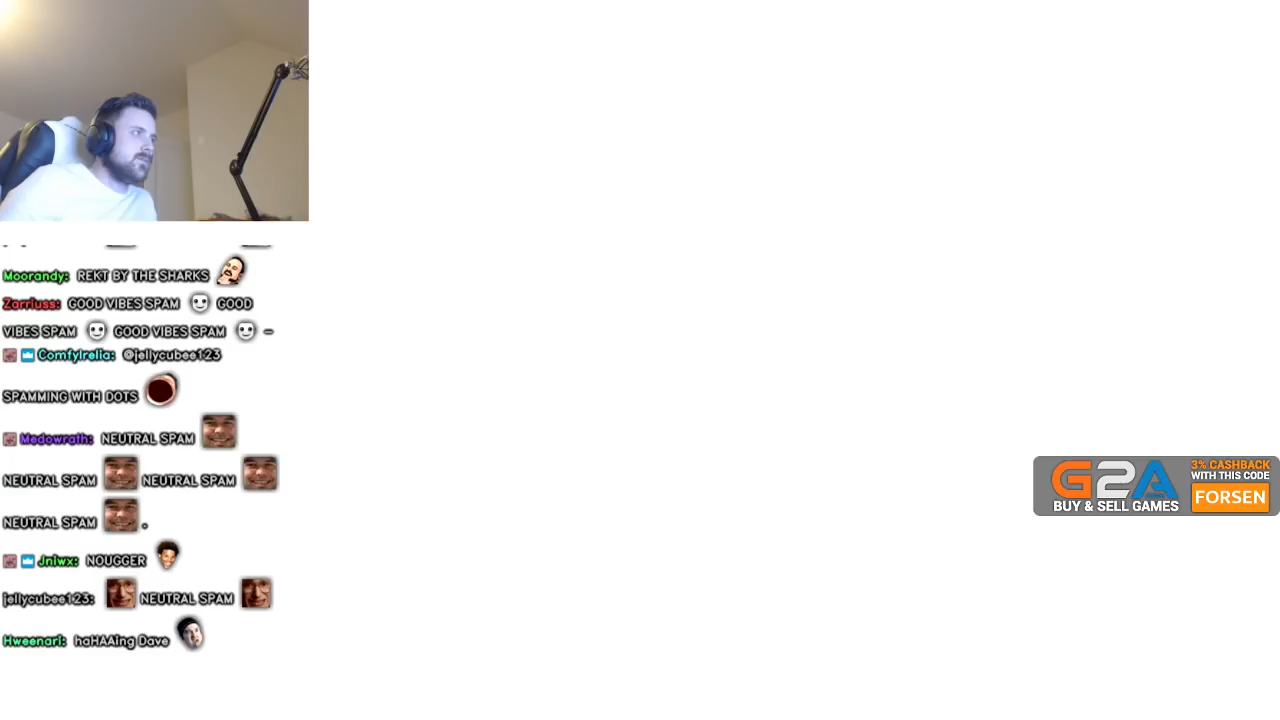 Moorandy: REKT BY THE SHARKS
Zarriuss: GOOD VIBES SPAM GOOD
VIBES SPAM GOOD VIBES SPAM –
Comfylrelia: @jellycubee123
SPAMMING WITH DOTS
Medowrath: NEUTRAL SPAM
NEUTRAL SPAM NEUTRAL SPAM
NEUTRAL SPAM .
Jniwx: NOUGGER
jellycubee123: NEUTRAL SPAM
Hweenari: haHAAing Dave
G2A
BUY & SELL GAMES
3% CASHBACK
WITH THIS CODE
FORSEN